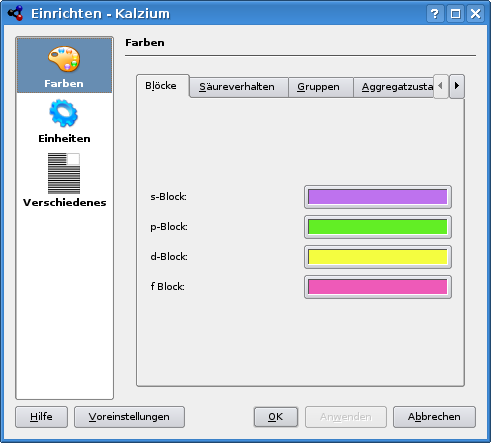 Einrichten - Kalzium
Farben
Einheiten
Verschiedenes
Farben
Blöcke Säureverhalten Gruppen Aggregatzusta
s-Block:
p-Block:
d-Block:
f Block:
Hilfe Voreinstellungen OK Anwenden Abbrechen